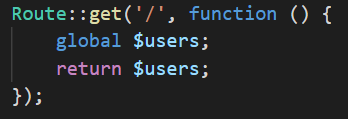 Route::get('/', function () {
    global $users;
    return $users;
});